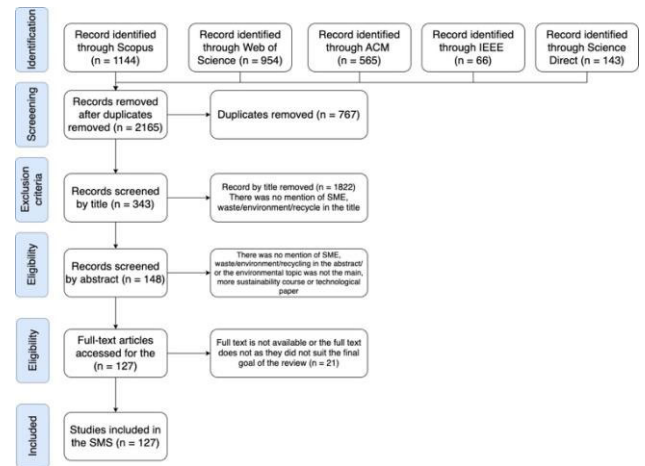 Identification
Record identified
through Scopus
(n = 1144)
Record identified
through Web of
Science (n = 954)
Record identified
through ACM
(n = 565)
Record identified
through IEEE
(n = 66)
Record identified
through Science
Direct (n = 143)
Screeening
Records removed
after duplicates
removed (n = 2165)
Duplicates removed (n = 767)
Exclusion
criteria
Records screened
by title (n = 343)
Record by title removed (n = 1822)
There was no mention of SME,
waste/environment/recycle in the title
Eligibility
Records screened
by abstract (n = 148)
There was no mention of SME,
waste/environment/recycling in the abstract/
or the environmental topic was not the main,
more sustainability course or technological
paper
Eligibility
Full-text articles
accessed for the
(n = 127)
Full text is not available or the full text
does not as they did not suit the final
goal of the review (n = 21)
Included
Studies included in
the SMS (n = 127)